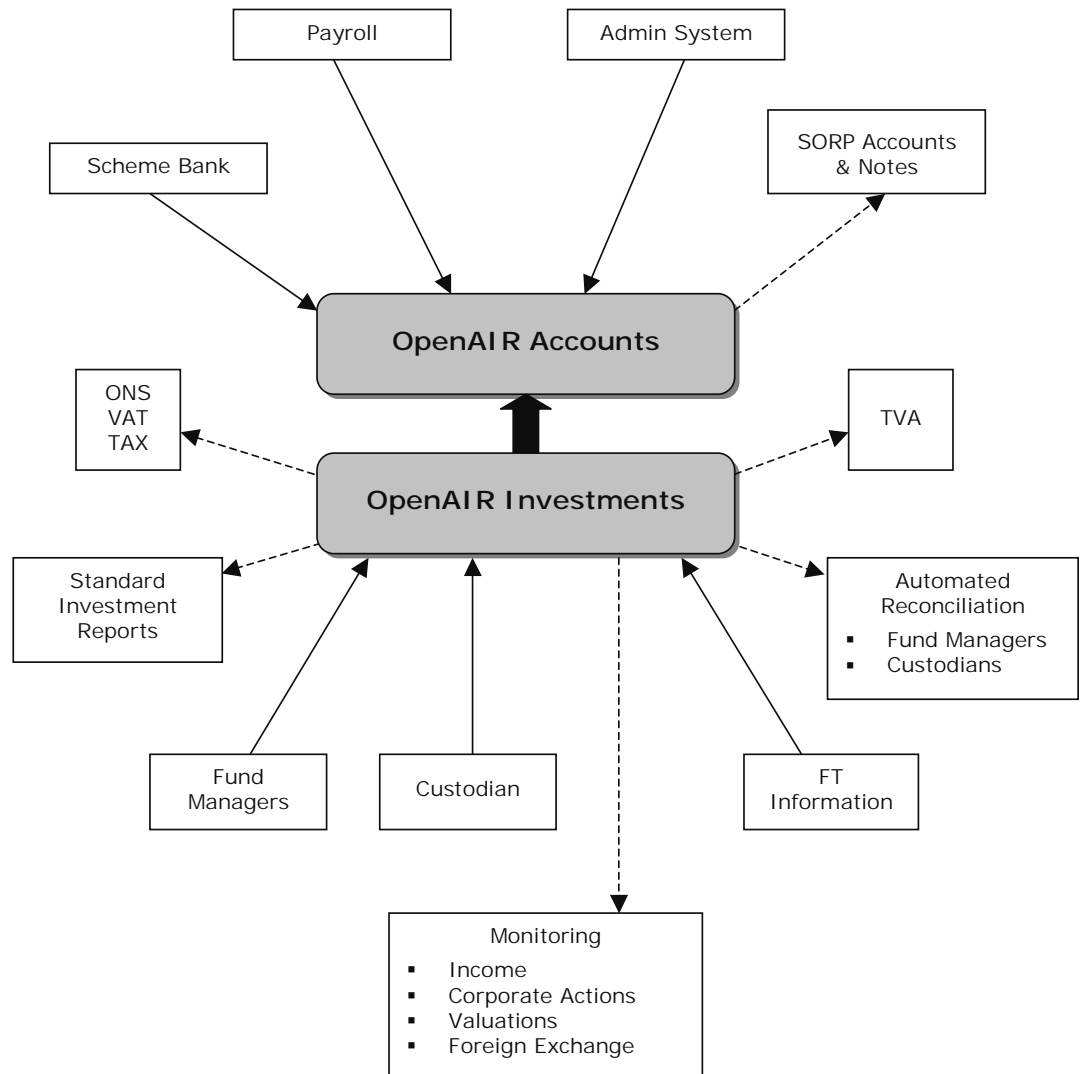 Payroll
Admin System
Scheme Bank
SORP Accounts
& Notes
OpenAIR Accounts
ONS
VAT
TAX
TVA
OpenAIR Investments
Standard
Investment
Reports
Automated
Reconciliation
▪ Fund Managers
▪ Custodians
Fund
Managers
Custodian
FT
Information
Monitoring
▪ Income
▪ Corporate Actions
▪ Valuations
▪ Foreign Exchange